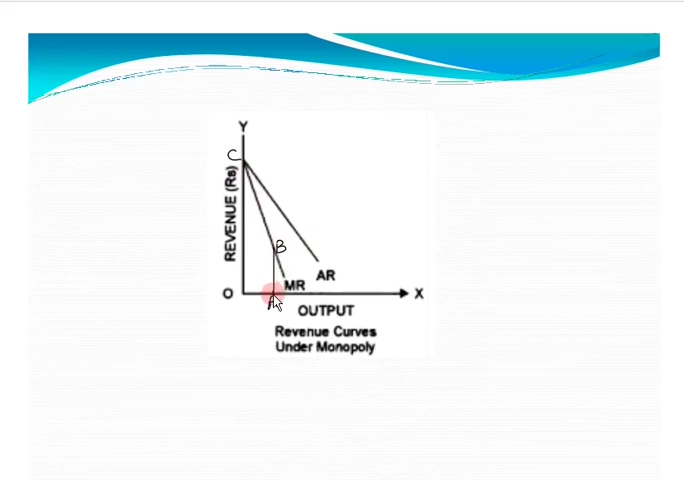 Y
C
REVENUE (Rs)
B
AR
MR
O
X
A
OUTPUT
Revenue Curves
Under Monopoly